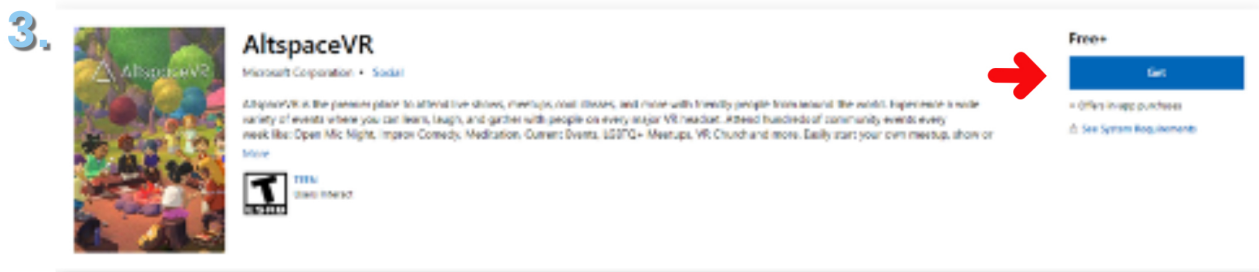 3.
AltspaceVR
AltspaceVR
Microsoft Corporation • Social
AltspaceVR is the premier place to attend live shows, meetups, cool classes, and more with friendly people from around the world. Experience a wide
variety of events where you can learn, laugh, and gather with people on every major VR headset. Attend hundreds of community events every
week like: Open Mic Night, Improv Comedy, Meditation, Current Events, LGBTQ+ Meetups, VR Church and more. Easily start your own meetup, show or
More
T
ESRB
TEEN
Users Interact
Free+
Get
+ Offers in-app purchases
See System Requirements